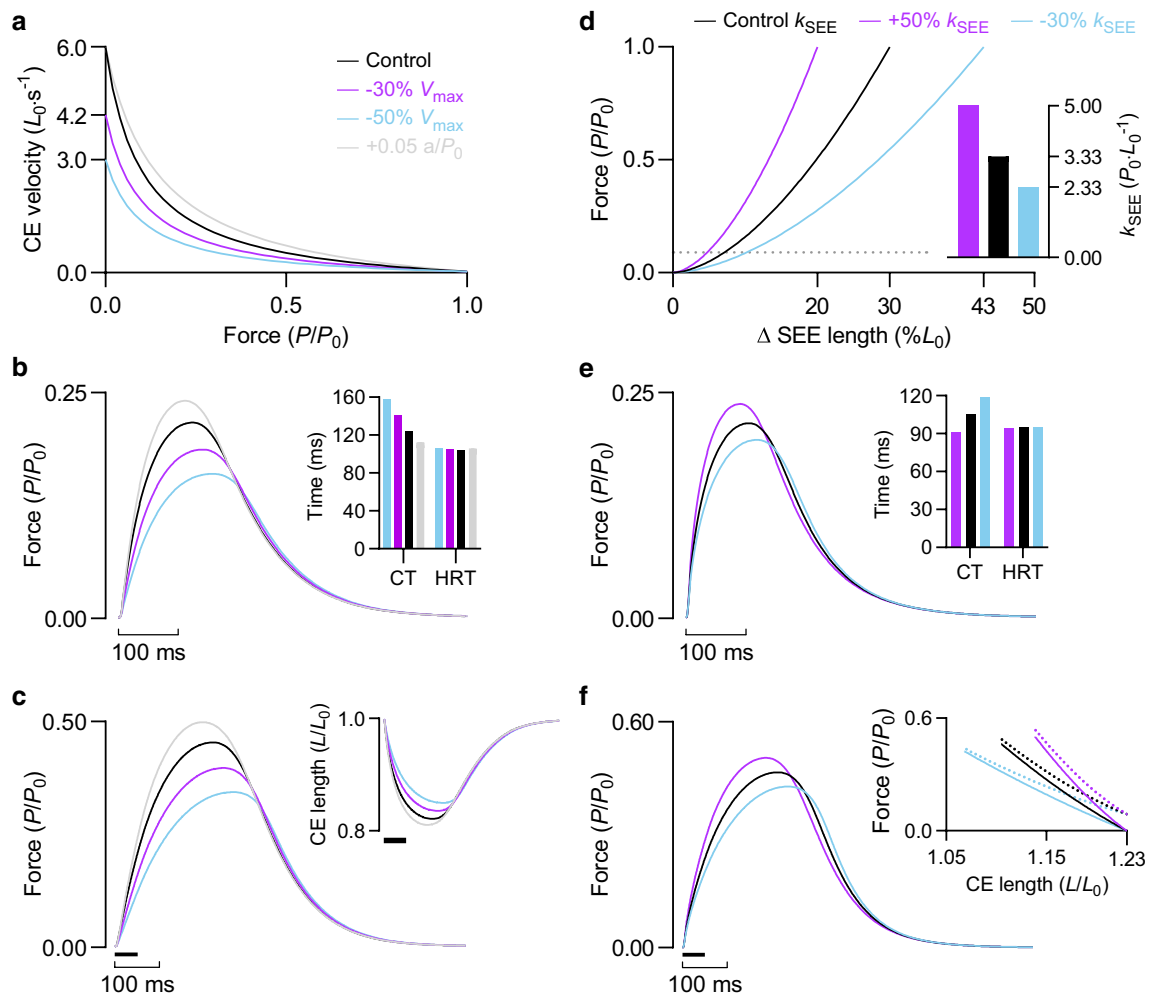 a
CE velocity (L₀·s⁻¹)
6.0
4.2
3.0
0.0
0.0
0.5
1.0
Force (P/P₀)
Control
-30% Vmax
-50% Vmax
+0.05 a/P₀
d
Control kSEE
+50% kSEE
-30% kSEE
Force (P/P₀)
1.0
0.5
0.0
0
20
30
43
50
Δ SEE length (%L₀)
5.00
3.33
2.33
0.00
kSEE (P₀·L₀⁻¹)
b
Force (P/P₀)
0.25
0.00
100 ms
Time (ms)
160
120
80
40
0
CT
HRT
e
Force (P/P₀)
0.25
0.00
100 ms
Time (ms)
120
90
60
30
0
CT
HRT
c
Force (P/P₀)
0.50
0.00
100 ms
CE length (L/L₀)
1.0
0.8
f
Force (P/P₀)
0.60
0.00
100 ms
Force (P/P₀)
0.6
0.0
1.05
1.15
1.23
CE length (L/L₀)